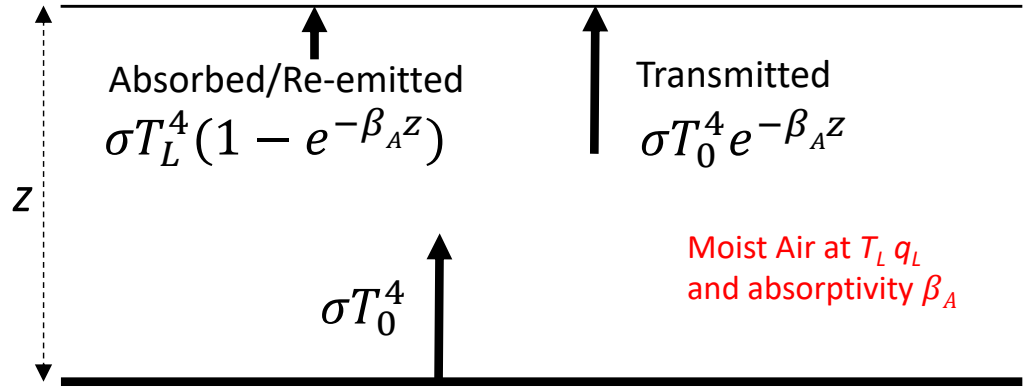 Absorbed/Re-emitted
Transmitted
σT_L^4(1 − e^{−β_A z})
σT_0^4 e^{−β_A z}
z
Moist Air at T_L q_L
and absorptivity β_A
σT_0^4